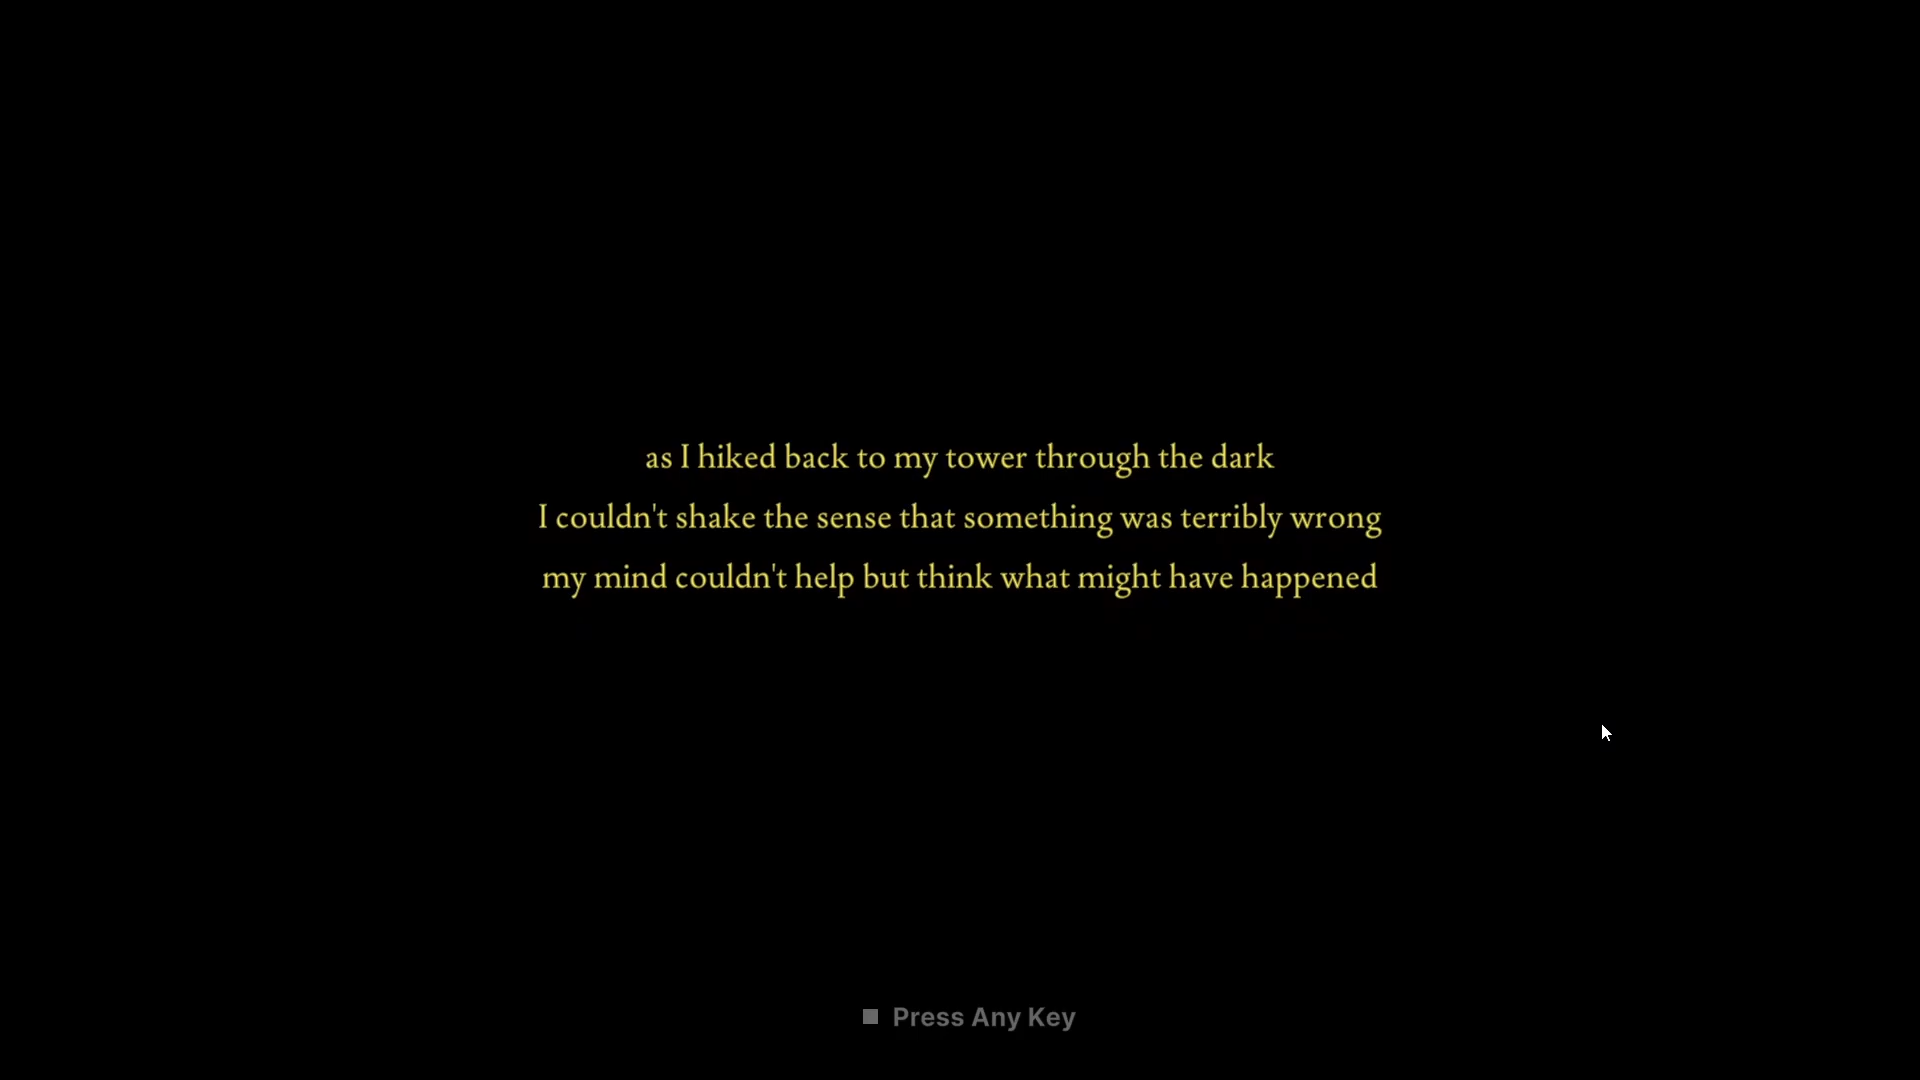 as I hiked back to my tower through the dark
I couldn't shake the sense that something was terribly wrong
my mind couldn't help but think what might have happened
Press Any Key